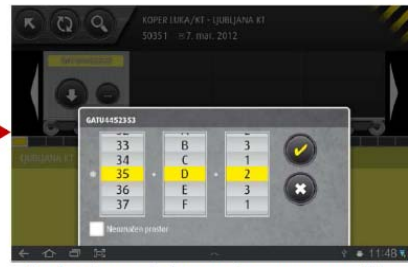 KOPER LUKA/KT - LJUBLJANA KT
50351 7. mar. 2012
GATU4452353
33 B 3
34 C 1
35 D 2
36 E 3
37 F 1
Nenormalen prostor
LJUBLJANA KT
11:48